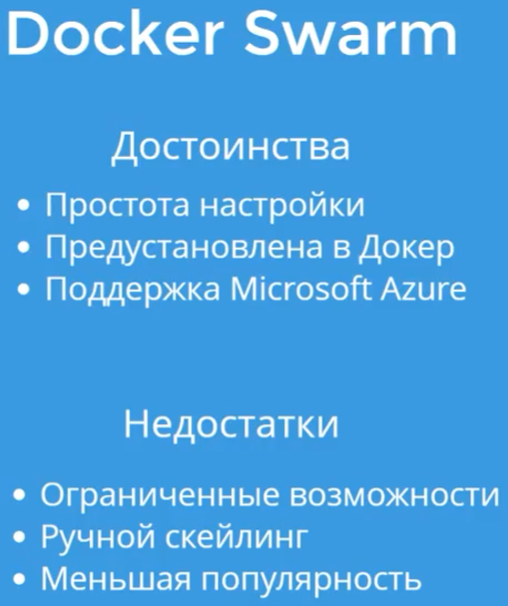 Docker Swarm
Достоинства
• Простота настройки
• Предустановлена в Докер
• Поддержка Microsoft Azure
Недостатки
• Ограниченные возможности
• Ручной скейлинг
• Меньшая популярность